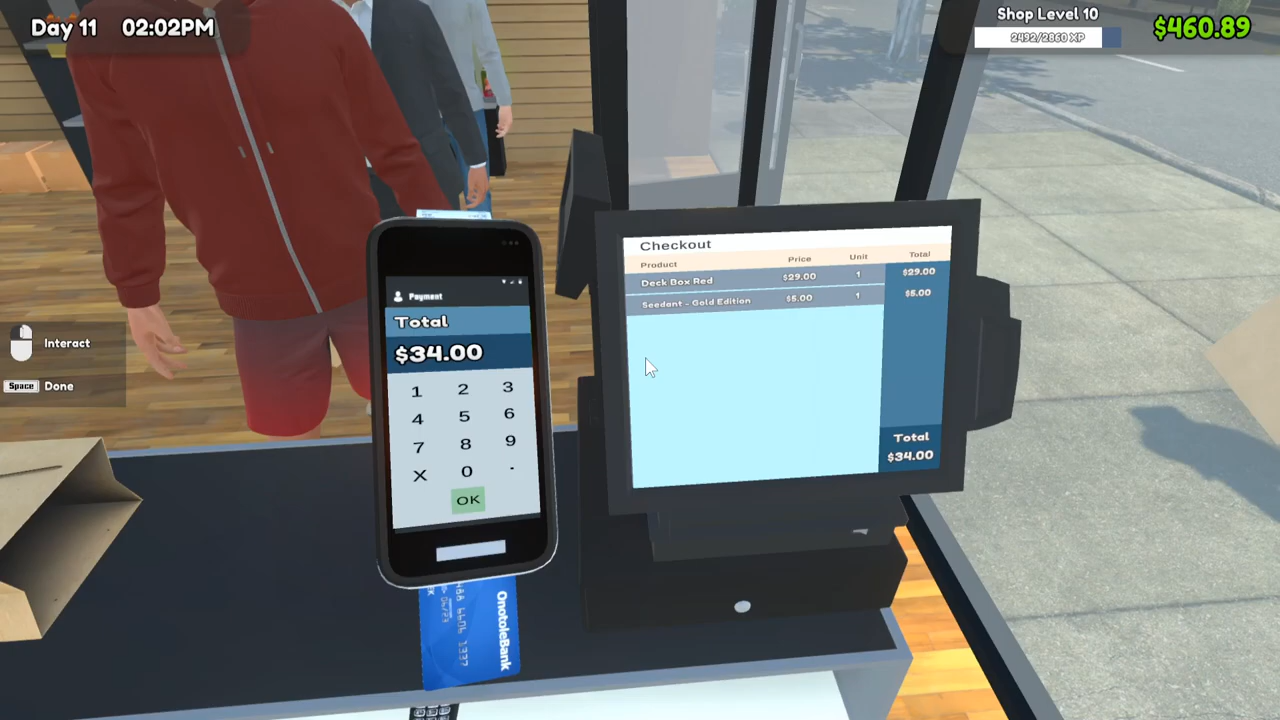 Day 11 02:02PM
Shop Level 10
2492/2860 XP
$460.89
Interact
Space Done
Payment
Total
$34.00
1 2 3
4 5 6
7 8 9
X 0 .
OK
Checkout
Product Price Unit Total
Deck Box Red $29.00 1 $29.00
Seedant - Gold Edition $5.00 1 $5.00
Total
$34.00
OnotoleBank